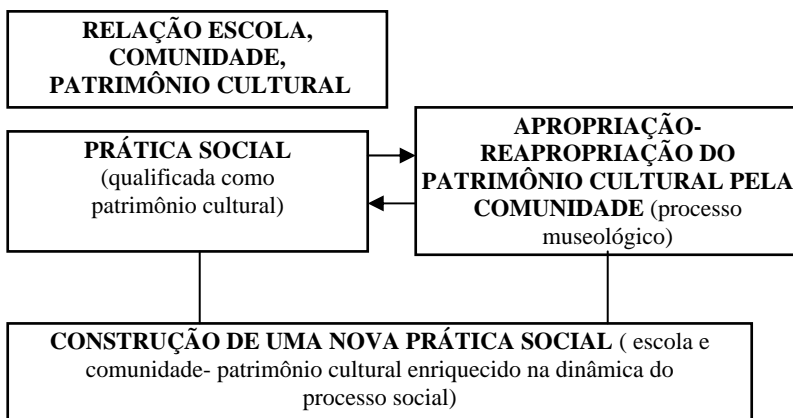 RELAÇÃO ESCOLA,
COMUNIDADE,
PATRIMÔNIO CULTURAL
PRÁTICA SOCIAL
(qualificada como
patrimônio cultural)
APROPRIAÇÃO-
REAPROPRIAÇÃO DO
PATRIMÔNIO CULTURAL PELA
COMUNIDADE (processo
museológico)
CONSTRUÇÃO DE UMA NOVA PRÁTICA SOCIAL ( escola e
comunidade- patrimônio cultural enriquecido na dinâmica do
processo social)